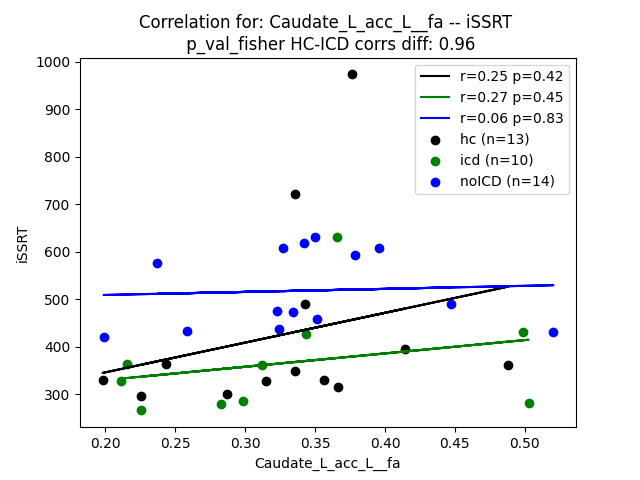 Correlation for: Caudate_L_acc_L__fa -- iSSRT
p_val_fisher HC-ICD corrs diff: 0.96
r=0.25 p=0.42
r=0.27 p=0.45
r=0.06 p=0.83
hc (n=13)
icd (n=10)
noICD (n=14)
iSSRT
1000
900
800
700
600
500
400
300
0.20 0.25 0.30 0.35 0.40 0.45 0.50
Caudate_L_acc_L__fa